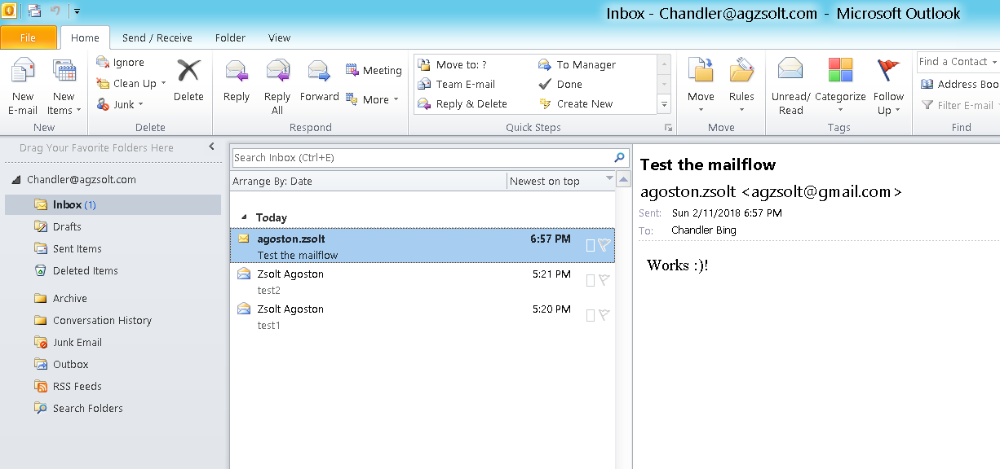 Inbox - Chandler@agzsolt.com - Microsoft Outlook
File Home Send / Receive Folder View
New E-mail
New Items
New
Ignore
Clean Up
Junk
Delete
Delete
Reply
Reply All
Forward
Meeting
More
Respond
Move to: ?
Team E-mail
Reply & Delete
To Manager
Done
Create New
Quick Steps
Move
Rules
Move
Unread/ Read
Categorize
Follow Up
Tags
Find a Contact
Address Boo
Filter E-mail
Find
Drag Your Favorite Folders Here
Chandler@agzsolt.com
Inbox (1)
Drafts
Sent Items
Deleted Items
Archive
Conversation History
Junk Email
Outbox
RSS Feeds
Search Folders
Search Inbox (Ctrl+E)
Arrange By: Date Newest on top
Today
agoston.zsolt 6:57 PM
Test the mailflow
Zsolt Agoston 5:21 PM
test2
Zsolt Agoston 5:20 PM
test1
Test the mailflow
agoston.zsolt <agzsolt@gmail.com>
Sent: Sun 2/11/2018 6:57 PM
To: Chandler Bing
Works :)!